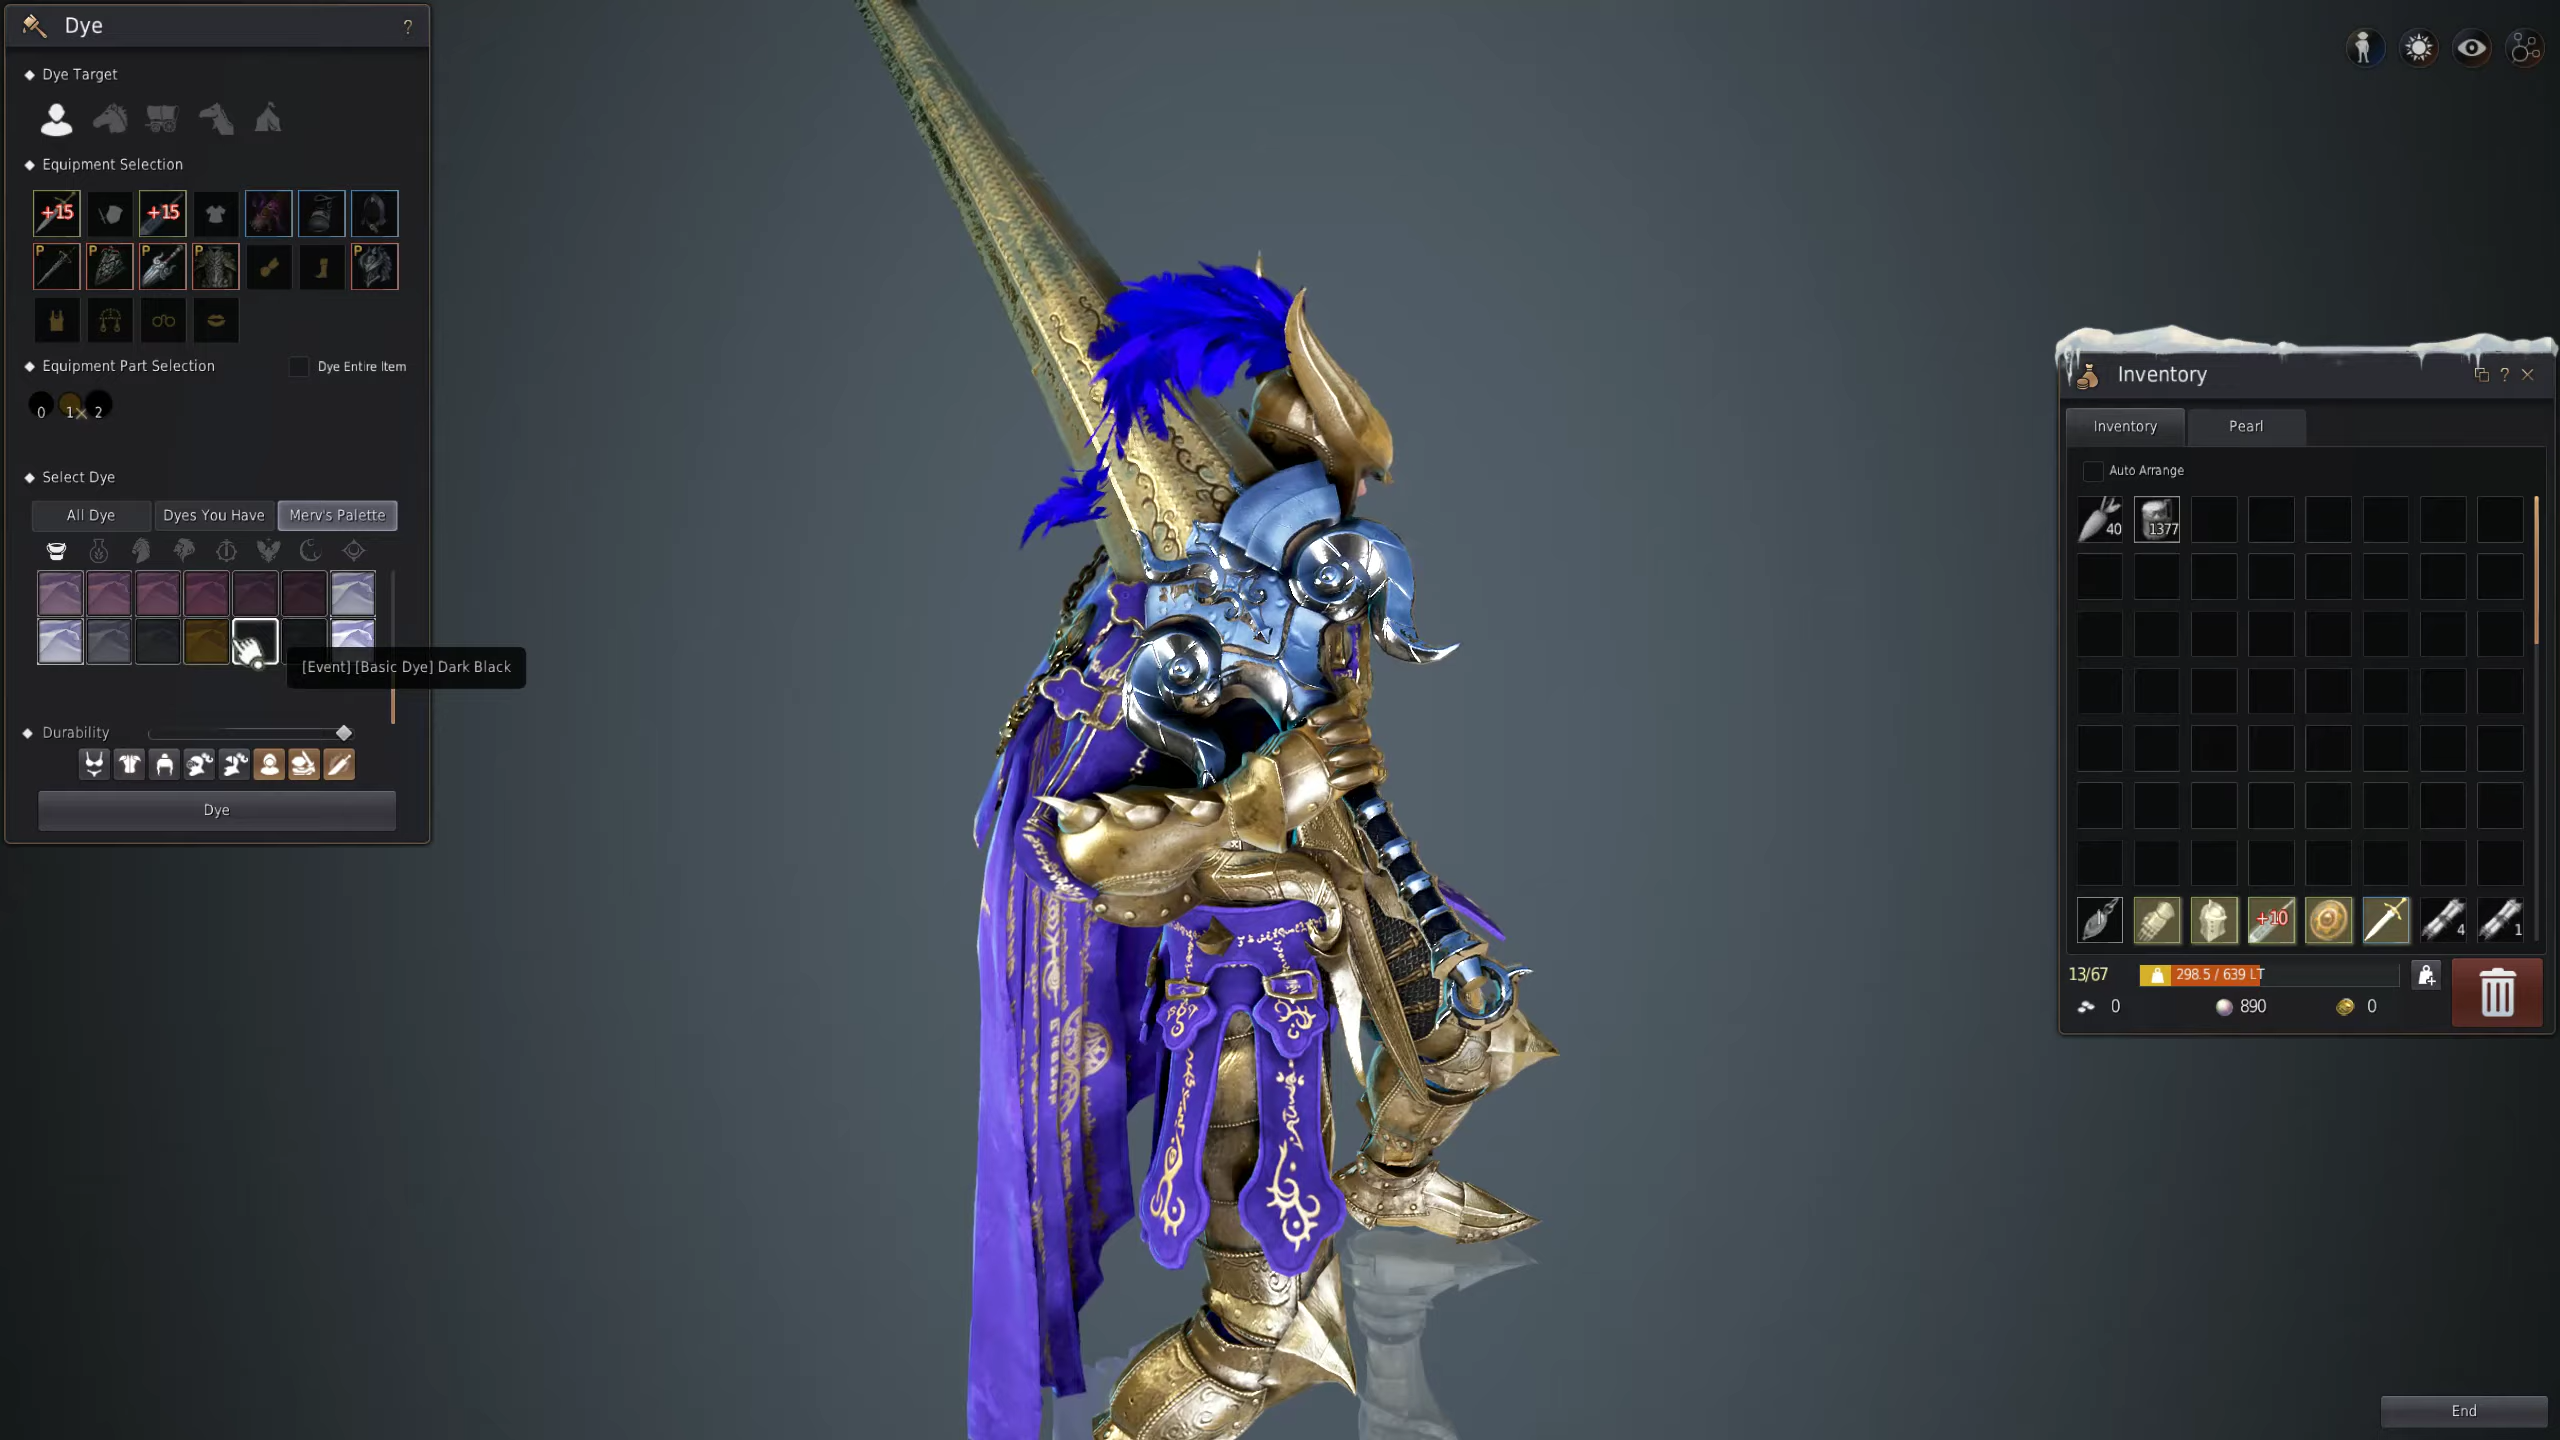 Dye
?
Dye Target
Equipment Selection
+15
+15
P
P
P
P
P
Equipment Part Selection
Dye Entire Item
0
1
2
Select Dye
All Dye
Dyes You Have
Merv's Palette
[Event] [Basic Dye] Dark Black
Durability
Dye
Inventory
?
Inventory
Pearl
Auto Arrange
40
1377
+10
4
1
13/67
298.5 / 639 LT
0
890
0
End